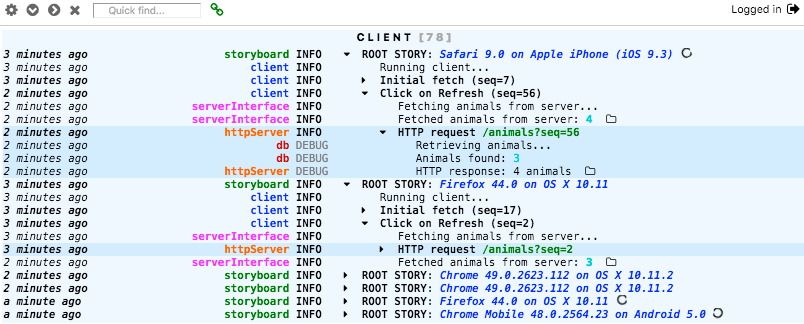 Quick find...
Logged in
CLIENT [78]
3 minutes ago storyboard INFO ROOT STORY: Safari 9.0 on Apple iPhone (iOS 9.3)
3 minutes ago client INFO Running client...
3 minutes ago client INFO Initial fetch (seq=7)
2 minutes ago client INFO Click on Refresh (seq=56)
2 minutes ago serverInterface INFO Fetching animals from server...
2 minutes ago serverInterface INFO Fetched animals from server: 4
2 minutes ago httpServer INFO HTTP request /animals?seq=56
2 minutes ago db DEBUG Retrieving animals...
2 minutes ago db DEBUG Animals found: 3
2 minutes ago httpServer DEBUG HTTP response: 4 animals
3 minutes ago storyboard INFO ROOT STORY: Firefox 44.0 on OS X 10.11
3 minutes ago client INFO Running client...
3 minutes ago client INFO Initial fetch (seq=17)
3 minutes ago client INFO Click on Refresh (seq=2)
3 minutes ago serverInterface INFO Fetching animals from server...
3 minutes ago httpServer INFO HTTP request /animals?seq=2
2 minutes ago serverInterface INFO Fetched animals from server: 3
2 minutes ago storyboard INFO ROOT STORY: Chrome 49.0.2623.112 on OS X 10.11.2
2 minutes ago storyboard INFO ROOT STORY: Chrome 49.0.2623.112 on OS X 10.11.2
a minute ago storyboard INFO ROOT STORY: Firefox 44.0 on OS X 10.11
a minute ago storyboard INFO ROOT STORY: Chrome Mobile 48.0.2564.23 on Android 5.0